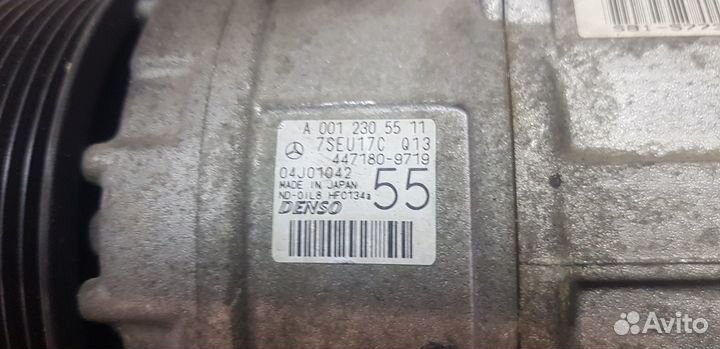 A 001 230 55 11
7SEU17C Q13
447180-9719
04J01042
55
MADE IN JAPAN
ND-OIL8 HFC134a
DENSO
Avito